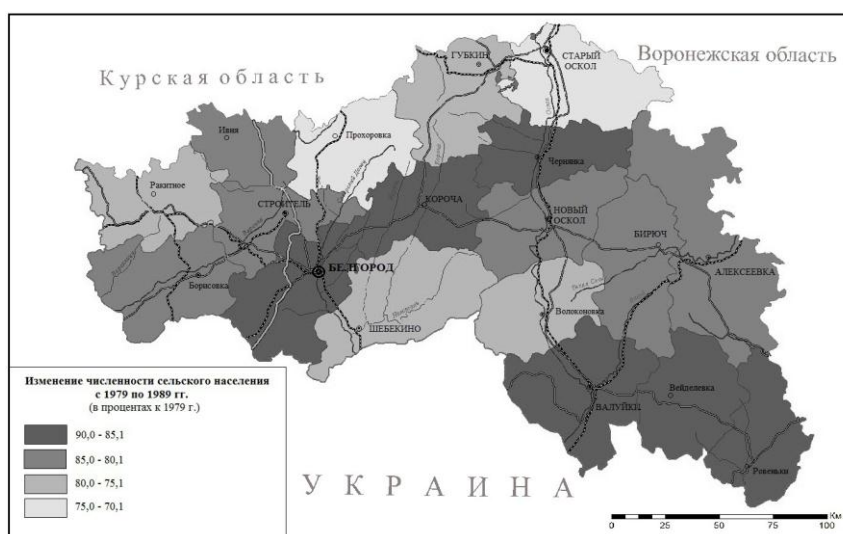 Курская область
Воронежская область
ГУБКИН
СТАРЫЙ
ОСКОЛ
Ивня
Прохоровка
Ракитное
Чернянка
СТРОИТЕЛЬ
КОРОЧА
НОВЫЙ
ОСКОЛ
БИРЮЧ
БЕЛГОРОД
АЛЕКСЕЕВКА
Борисовка
Волоконовка
ШЕБЕКИНО
Вейделевка
ВАЛУЙКИ
Ровеньки
УКРАИНА
Изменение численности сельского населения
с 1979 по 1989 гг.
(в процентах к 1979 г.)
90,0 - 85,1
85,0 - 80,1
80,0 - 75,1
75,0 - 70,1
Км
0 25 50 75 100